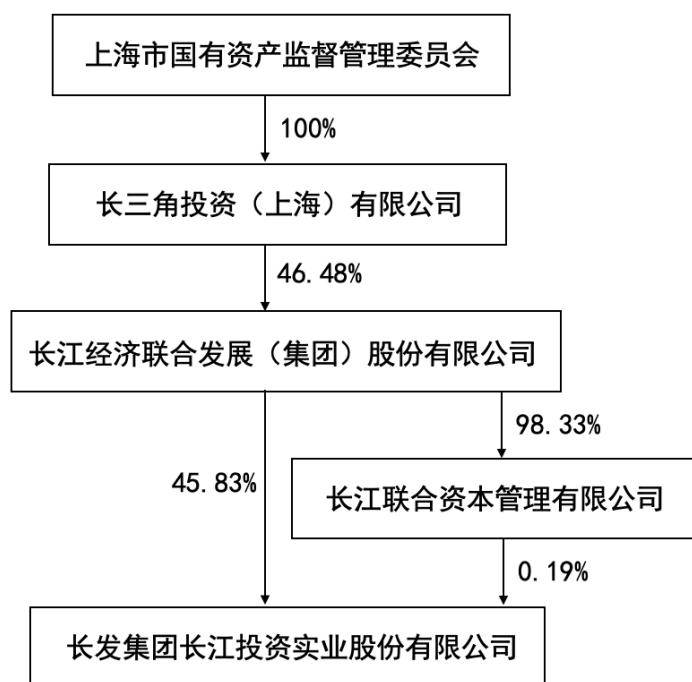 上海市国有资产监督管理委员会
100%
长三角投资（上海）有限公司
46.48%
长江经济联合发展（集团）股份有限公司
98.33%
45.83%
长江联合资本管理有限公司
0.19%
长发集团长江投资实业股份有限公司